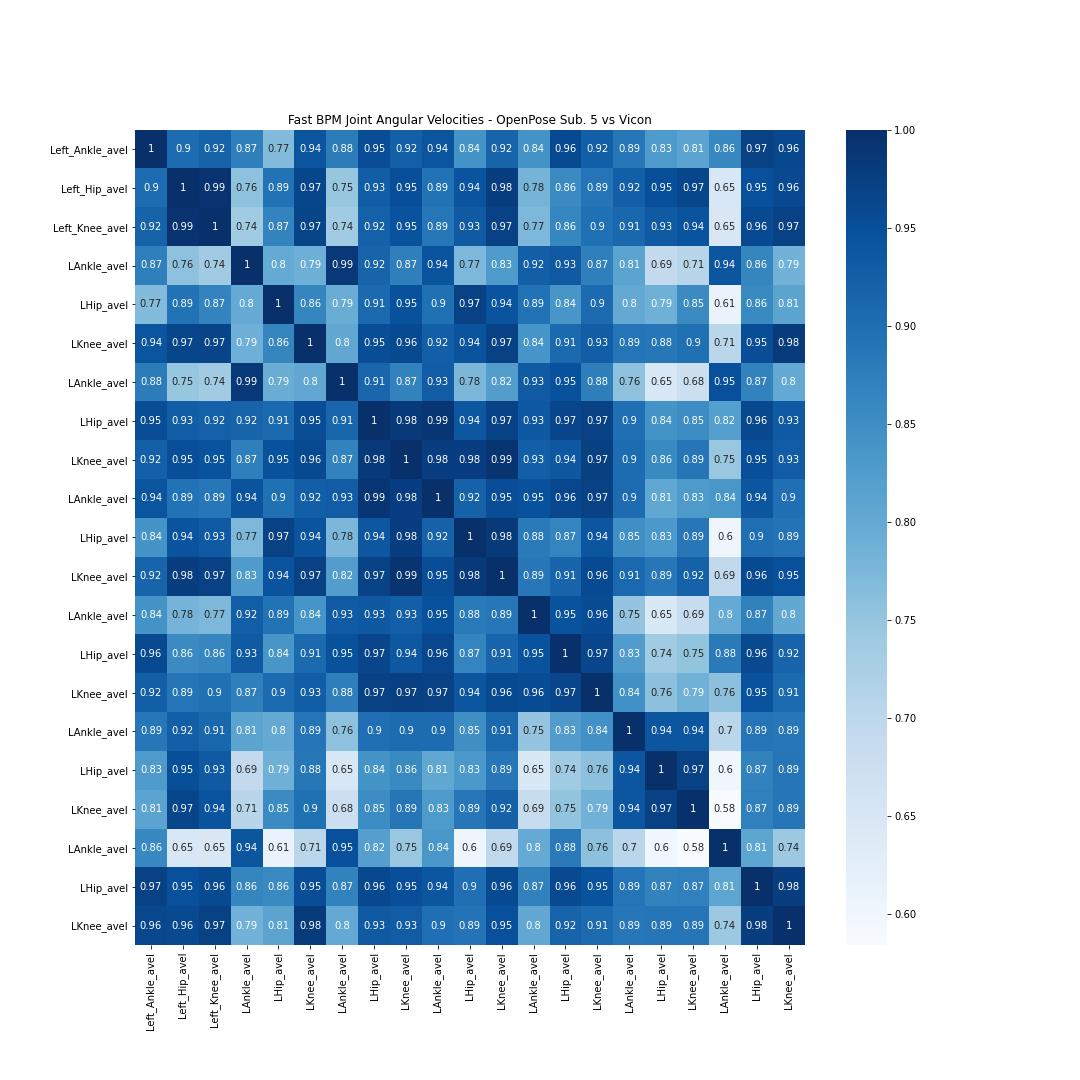 Fast BPM Joint Angular Velocities - OpenPose Sub. 5 vs Vicon
Left_Ankle_avel 1 0.9 0.92 0.87 0.77 0.94 0.88 0.95 0.92 0.94 0.84 0.92 0.84 0.96 0.92 0.89 0.83 0.81 0.86 0.97 0.96
Left_Hip_avel 0.9 1 0.99 0.76 0.89 0.97 0.75 0.93 0.95 0.89 0.94 0.98 0.78 0.86 0.89 0.92 0.95 0.97 0.65 0.95 0.96
Left_Knee_avel 0.92 0.99 1 0.74 0.87 0.97 0.74 0.92 0.95 0.89 0.93 0.97 0.77 0.86 0.9 0.91 0.93 0.94 0.65 0.96 0.97
LAnkle_avel 0.87 0.76 0.74 1 0.8 0.79 0.99 0.92 0.87 0.94 0.77 0.83 0.92 0.93 0.87 0.81 0.69 0.71 0.94 0.86 0.79
LHip_avel 0.77 0.89 0.87 0.8 1 0.86 0.79 0.91 0.95 0.9 0.97 0.94 0.89 0.84 0.9 0.8 0.79 0.85 0.61 0.86 0.81
LKnee_avel 0.94 0.97 0.97 0.79 0.86 1 0.8 0.95 0.96 0.92 0.94 0.97 0.84 0.91 0.93 0.89 0.88 0.9 0.71 0.95 0.98
LAnkle_avel 0.88 0.75 0.74 0.99 0.79 0.8 1 0.91 0.87 0.93 0.78 0.82 0.93 0.95 0.88 0.76 0.65 0.68 0.95 0.87 0.8
LHip_avel 0.95 0.93 0.92 0.92 0.91 0.95 0.91 1 0.98 0.99 0.94 0.97 0.93 0.97 0.97 0.9 0.84 0.85 0.82 0.96 0.93
LKnee_avel 0.92 0.95 0.95 0.87 0.95 0.96 0.87 0.98 1 0.98 0.98 0.99 0.93 0.94 0.97 0.9 0.86 0.89 0.75 0.95 0.93
LAnkle_avel 0.94 0.89 0.89 0.94 0.9 0.92 0.93 0.99 0.98 1 0.92 0.95 0.95 0.96 0.97 0.9 0.81 0.83 0.84 0.94 0.9
LHip_avel 0.84 0.94 0.93 0.77 0.97 0.94 0.78 0.94 0.98 0.92 1 0.98 0.88 0.87 0.94 0.85 0.83 0.89 0.6 0.9 0.89
LKnee_avel 0.92 0.98 0.97 0.83 0.94 0.97 0.82 0.97 0.99 0.95 0.98 1 0.89 0.91 0.96 0.91 0.89 0.92 0.69 0.96 0.95
LAnkle_avel 0.84 0.78 0.77 0.92 0.89 0.84 0.93 0.93 0.93 0.95 0.88 0.89 1 0.95 0.96 0.75 0.65 0.69 0.8 0.87 0.8
LHip_avel 0.96 0.86 0.86 0.93 0.84 0.91 0.95 0.97 0.94 0.96 0.87 0.91 0.95 1 0.97 0.83 0.74 0.75 0.88 0.96 0.92
LKnee_avel 0.92 0.89 0.9 0.87 0.9 0.93 0.88 0.97 0.97 0.97 0.94 0.96 0.96 0.97 1 0.84 0.76 0.79 0.76 0.95 0.91
LAnkle_avel 0.89 0.92 0.91 0.81 0.8 0.89 0.76 0.9 0.9 0.9 0.85 0.91 0.75 0.83 0.84 1 0.94 0.94 0.7 0.89 0.89
LHip_avel 0.83 0.95 0.93 0.69 0.79 0.88 0.65 0.84 0.86 0.81 0.83 0.89 0.65 0.74 0.76 0.94 1 0.97 0.6 0.87 0.89
LKnee_avel 0.81 0.97 0.94 0.71 0.85 0.9 0.68 0.85 0.89 0.83 0.89 0.92 0.69 0.75 0.79 0.94 0.97 1 0.58 0.87 0.89
LAnkle_avel 0.86 0.65 0.65 0.94 0.61 0.71 0.95 0.82 0.75 0.84 0.6 0.69 0.8 0.88 0.76 0.7 0.6 0.58 1 0.81 0.74
LHip_avel 0.97 0.95 0.96 0.86 0.86 0.95 0.87 0.96 0.95 0.94 0.9 0.96 0.87 0.96 0.95 0.89 0.87 0.87 0.81 1 0.98
LKnee_avel 0.96 0.96 0.97 0.79 0.81 0.98 0.8 0.93 0.93 0.9 0.89 0.95 0.8 0.92 0.91 0.89 0.89 0.89 0.74 0.98 1
Left_Ankle_avel
Left_Hip_avel
Left_Knee_avel
LAnkle_avel
LHip_avel
LKnee_avel
LAnkle_avel
LHip_avel
LKnee_avel
LAnkle_avel
LHip_avel
LKnee_avel
LAnkle_avel
LHip_avel
LKnee_avel
LAnkle_avel
LHip_avel
LKnee_avel
LAnkle_avel
LHip_avel
LKnee_avel
1.00
0.95
0.90
0.85
0.80
0.75
0.70
0.65
0.60